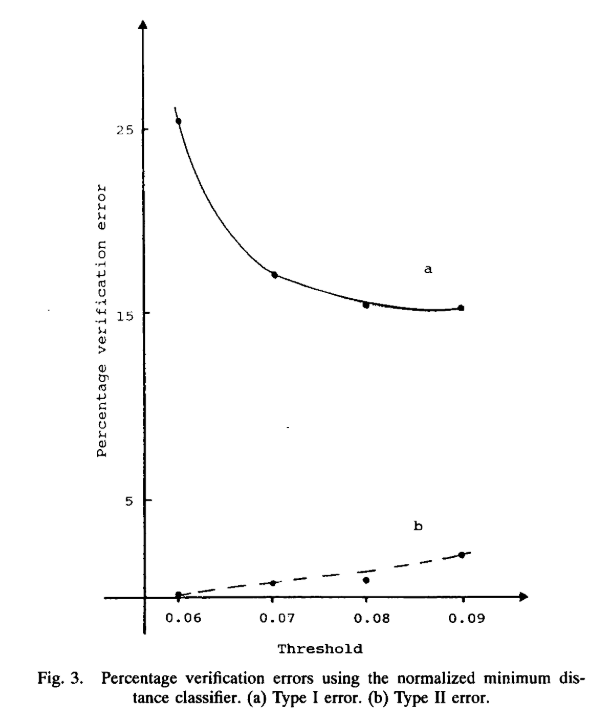 25
a
15
Percentage verification error
5
b
0.06 0.07 0.08 0.09
Threshold
Fig. 3. Percentage verification errors using the normalized minimum dis-
tance classifier. (a) Type I error. (b) Type II error.